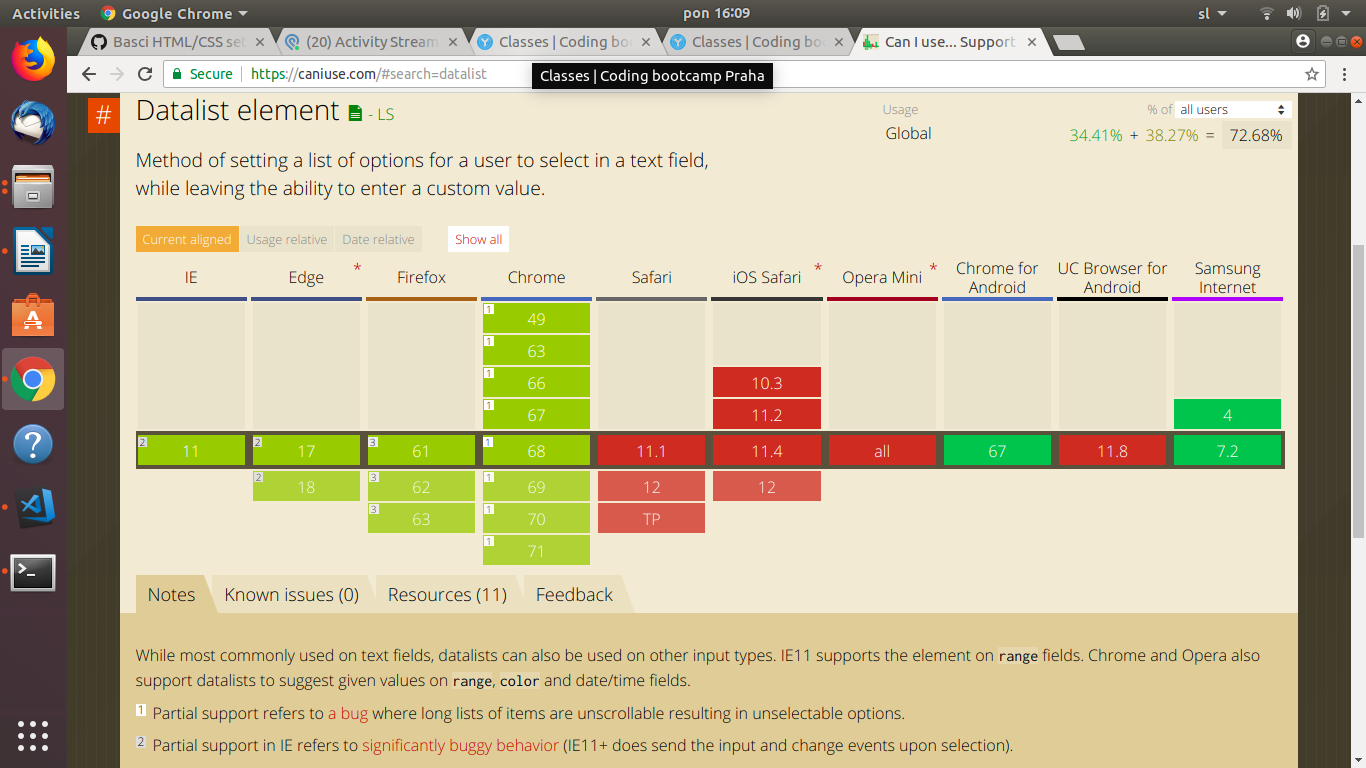 Activities
Google Chrome
pon 16:09
sl
Basci HTML/CSS set
(20) Activity Stream
Classes | Coding bo
Classes | Coding bo
Can I use... Support
Secure
https://caniuse.com/#search=datalist
Classes | Coding bootcamp Praha
# Datalist element - LS
Usage
% of all users
Global
34.41% + 38.27% = 72.68%
Method of setting a list of options for a user to select in a text field,
while leaving the ability to enter a custom value.
Current aligned Usage relative Date relative Show all
IE Edge * Firefox Chrome Safari iOS Safari * Opera Mini * Chrome for Android UC Browser for Android Samsung Internet
1 49
1 63
1 66 10.3
1 67 11.2 4
2 11 2 17 3 61 1 68 11.1 11.4 all 67 11.8 7.2
2 18 3 62 1 69 12 12
3 63 1 70 TP
1 71
Notes Known issues (0) Resources (11) Feedback
While most commonly used on text fields, datalists can also be used on other input types. IE11 supports the element on range fields. Chrome and Opera also
support datalists to suggest given values on range, color and date/time fields.
1 Partial support refers to a bug where long lists of items are unscrollable resulting in unselectable options.
2 Partial support in IE refers to significantly buggy behavior (IE11+ does send the input and change events upon selection).